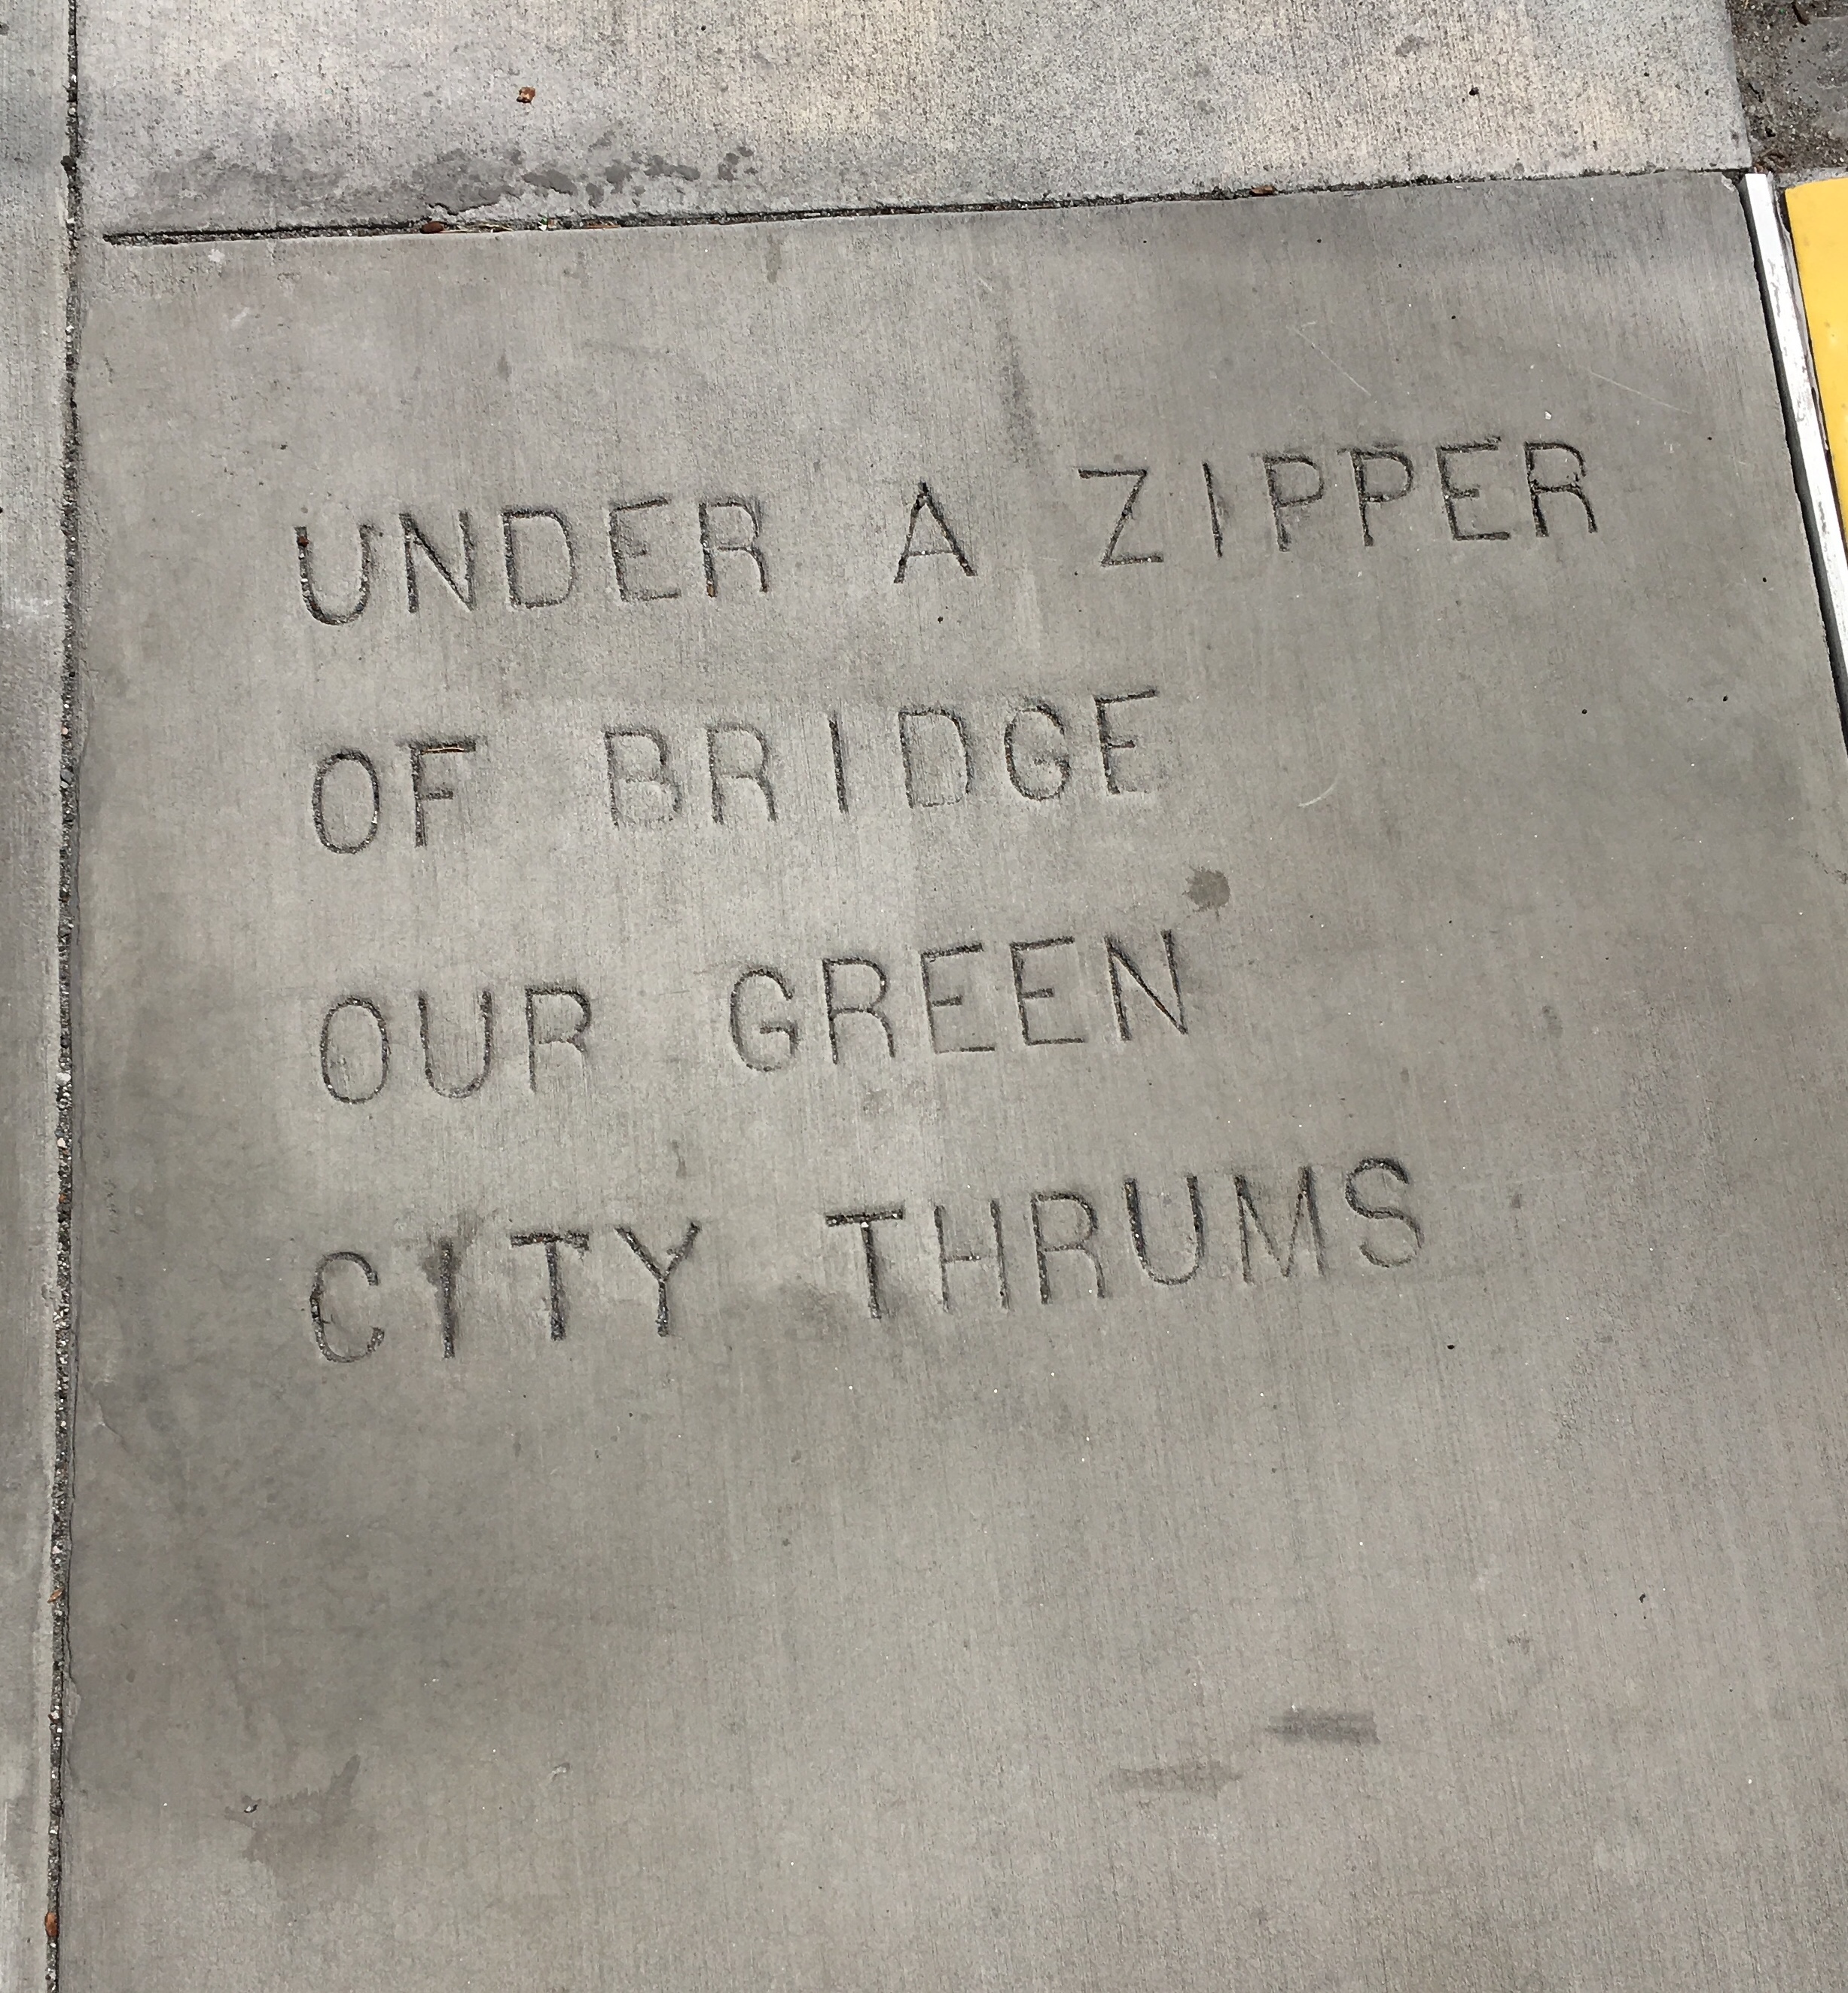 UNDER A ZIPPER
OF BRIDGE
OUR GREEN
CITY THRUMS